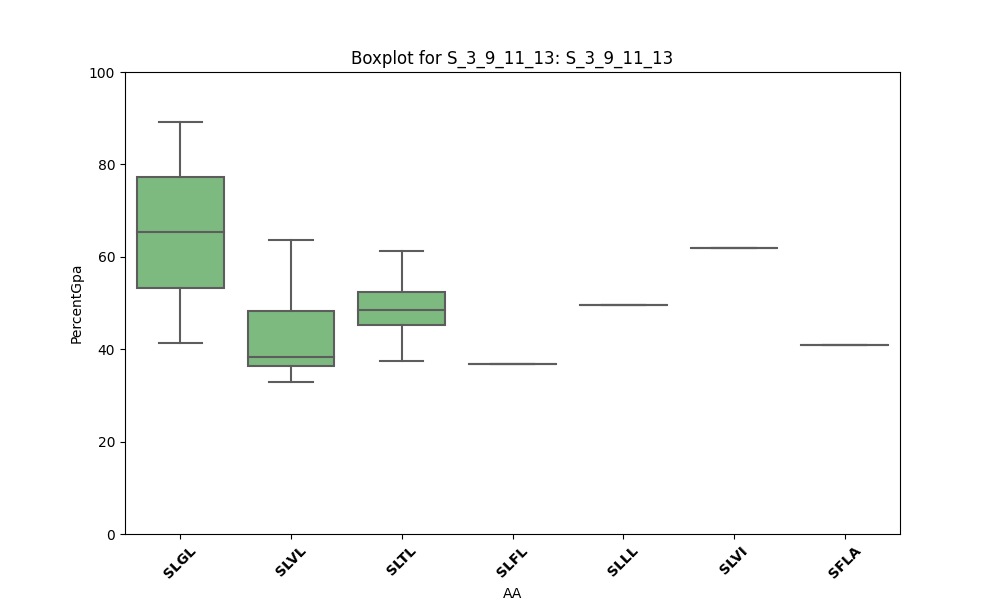 Boxplot for S_3_9_11_13: S_3_9_11_13
100
80
60
40
20
0
PercentGpa
SLGL
SLVL
SLTL
SLFL
SLLL
SLVI
SFLA
AA